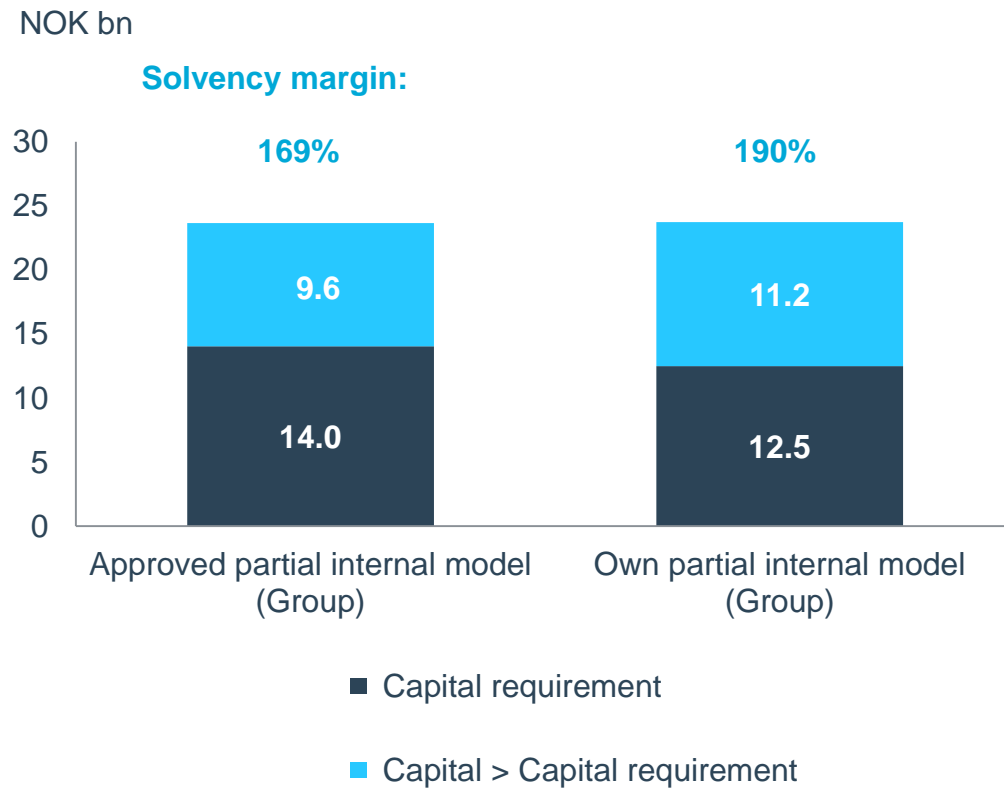 NOK bn
Solvency margin:
169%
190%
30
25
20
15
10
5
0
9.6
11.2
14.0
12.5
Approved partial internal model
(Group)
Own partial internal model
(Group)
Capital requirement
Capital > Capital requirement